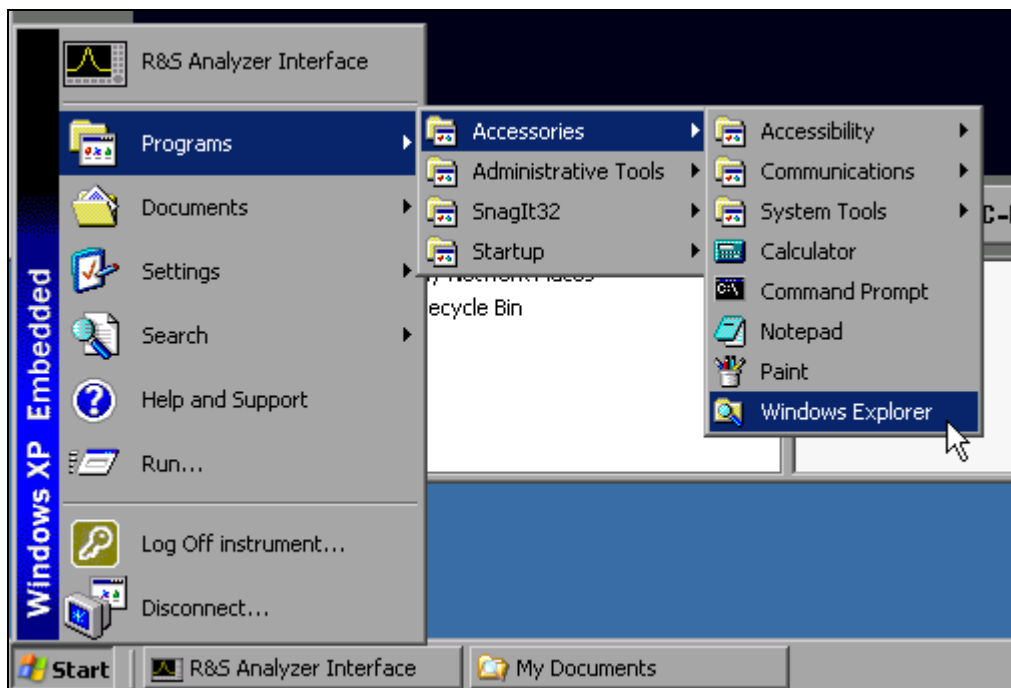 R&S Analyzer Interface
Programs
Documents
Settings
Search
Help and Support
Run...
Log Off instrument...
Disconnect...
Windows XP Embedded
Accessories
Administrative Tools
SnagIt32
Startup
ecycle Bin
Accessibility
Communications
System Tools
Calculator
Command Prompt
Notepad
Paint
Windows Explorer
C:\
Start
R&S Analyzer Interface
My Documents